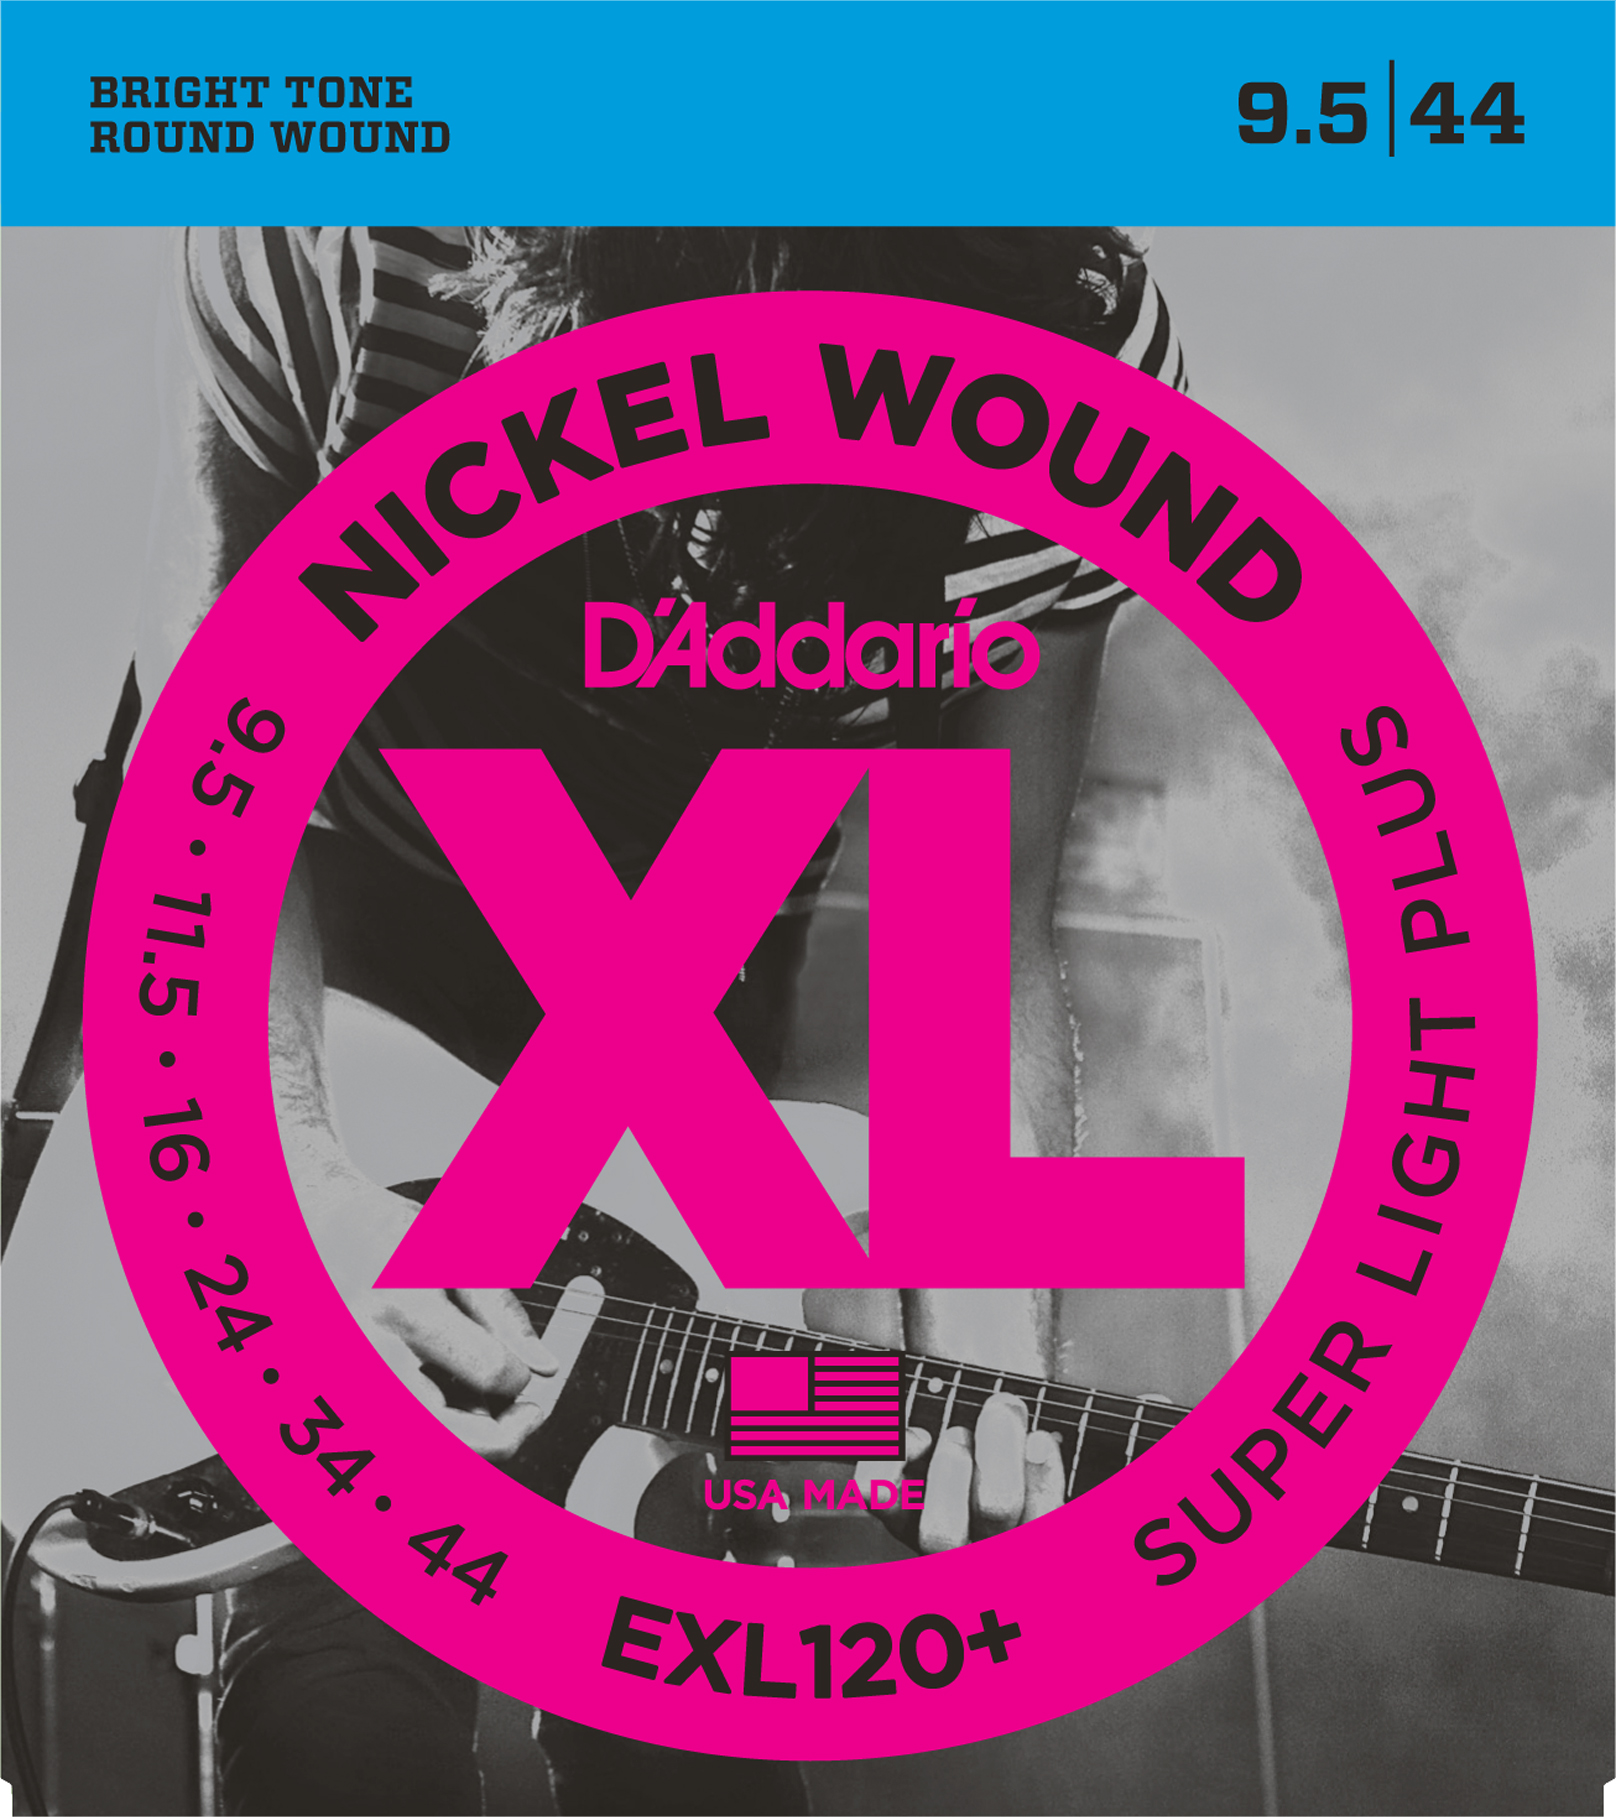 BRIGHT TONE
ROUND WOUND
9.5|44
NICKEL WOUND
D'Addario
XL
9.5 • 11.5 • 16 • 24 • 34 • 44
SUPER LIGHT PLUS
USA MADE
EXL120+